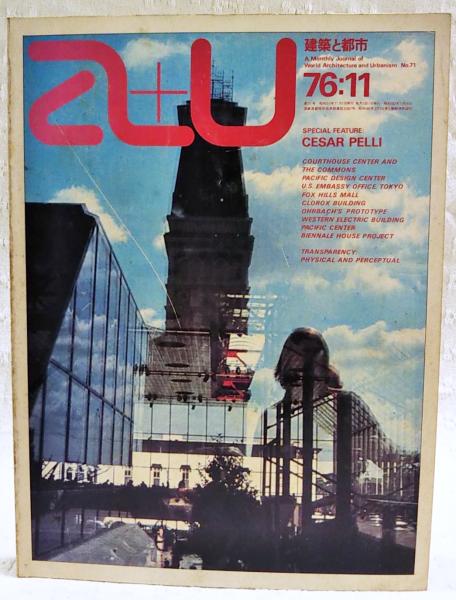 a+u
建築と都市
A Monthly Journal of
World Architecture and Urbanism No.71
76:11
SPECIAL FEATURE:
CESAR PELLI
COURTHOUSE CENTER AND
THE COMMONS
PACIFIC DESIGN CENTER
U.S. EMBASSY OFFICE, TOKYO
FOX HILLS MALL
CLOROX BUILDING
OHRBACH'S PROTOTYPE
WESTERN ELECTRIC BUILDING
PACIFIC CENTER
BIENNALE HOUSE PROJECT
TRANSPARENCY:
PHYSICAL AND PERCEPTUAL